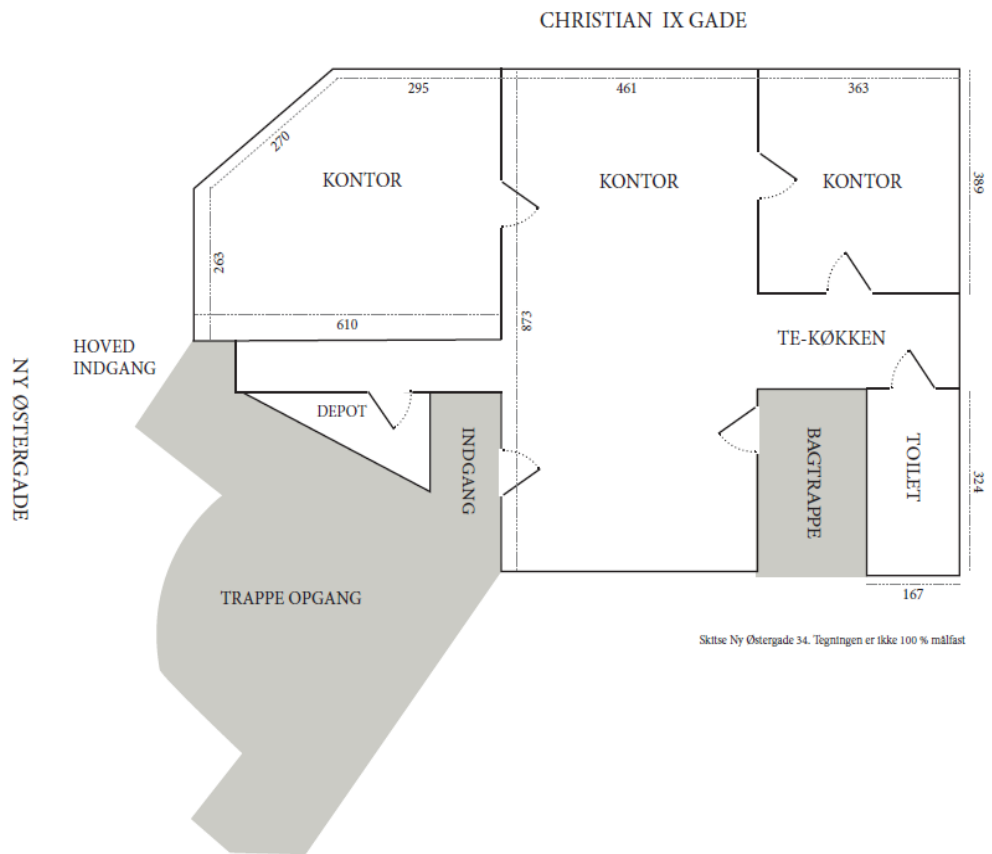 CHRISTIAN IX GADE
295
461
363
270
KONTOR
KONTOR
KONTOR
389
263
610
873
HOVED
INDGANG
TE-KØKKEN
NY ØSTERGADE
DEPOT
INDGANG
BAGTRAPPE
TOILET
324
TRAPPE OPGANG
167
Skitse Ny Østergade 34. Tegningen er ikke 100 % målfast